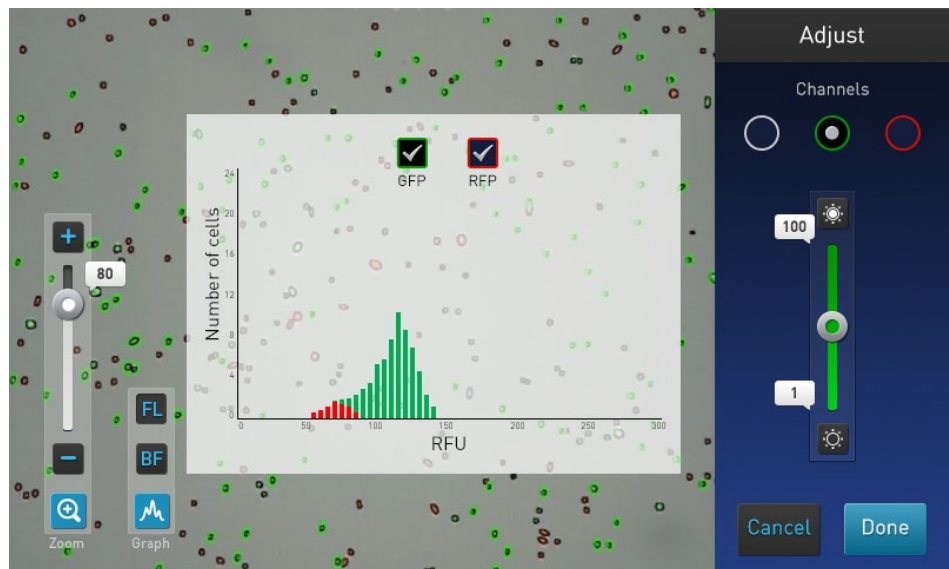 Adjust
Channels
100
1
Cancel
Done
GFP
RFP
Number of cells
24
20
16
12
8
4
0
0
50
100
150
200
250
300
RFU
80
FL
BF
Zoom
Graph